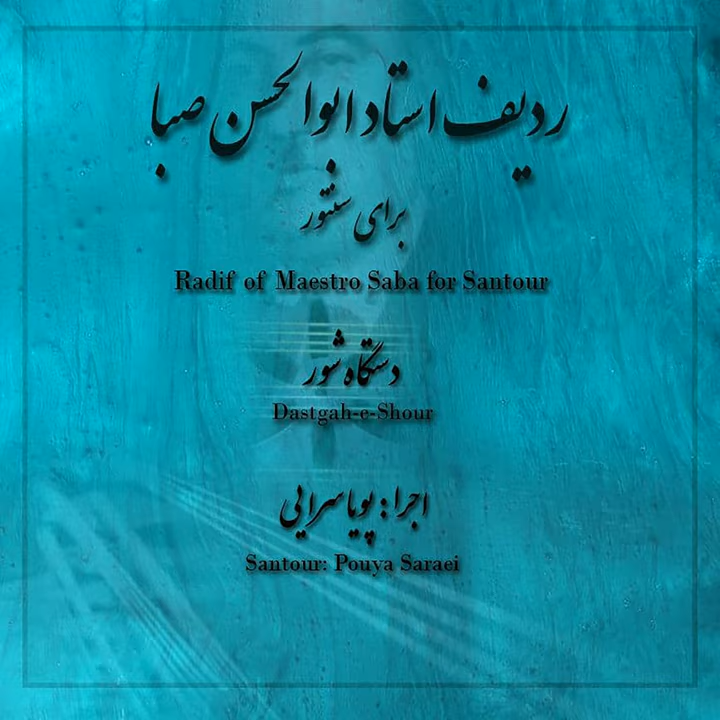 ردیف استاد ابوالحسن صبا
برای سنتور
Radif of Maestro Saba for Santour
دستگاه شور
Dastgah-e-Shour
اجرا: پویا سرایی
Santour: Pouya Saraei